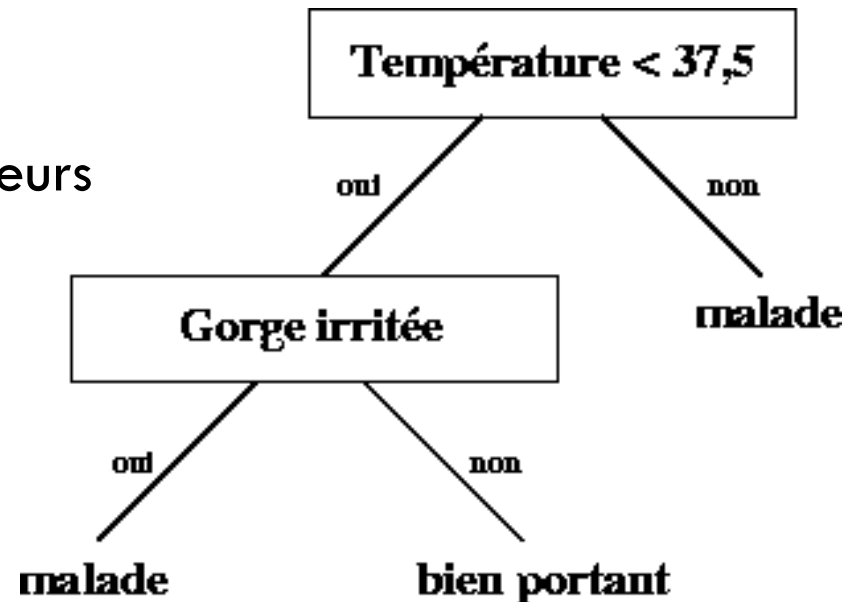 Température < 37,5
eurs
oui
non
Gorge irritée
malade
oui
non
malade
bien portant